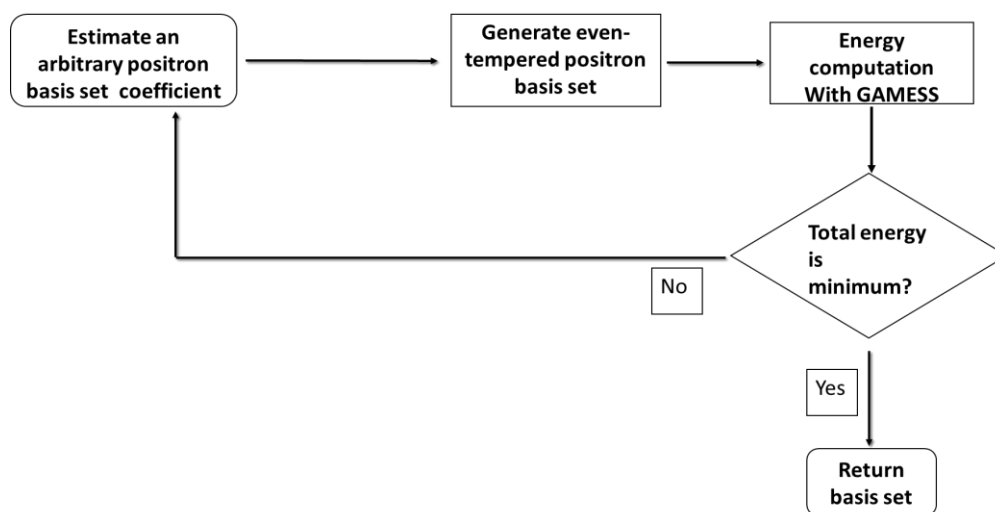 Estimate an
arbitrary positron
basis set coefficient
Generate even-
tempered positron
basis set
Energy
computation
With GAMESS
Total energy
is
minimum?
No
Yes
Return
basis set